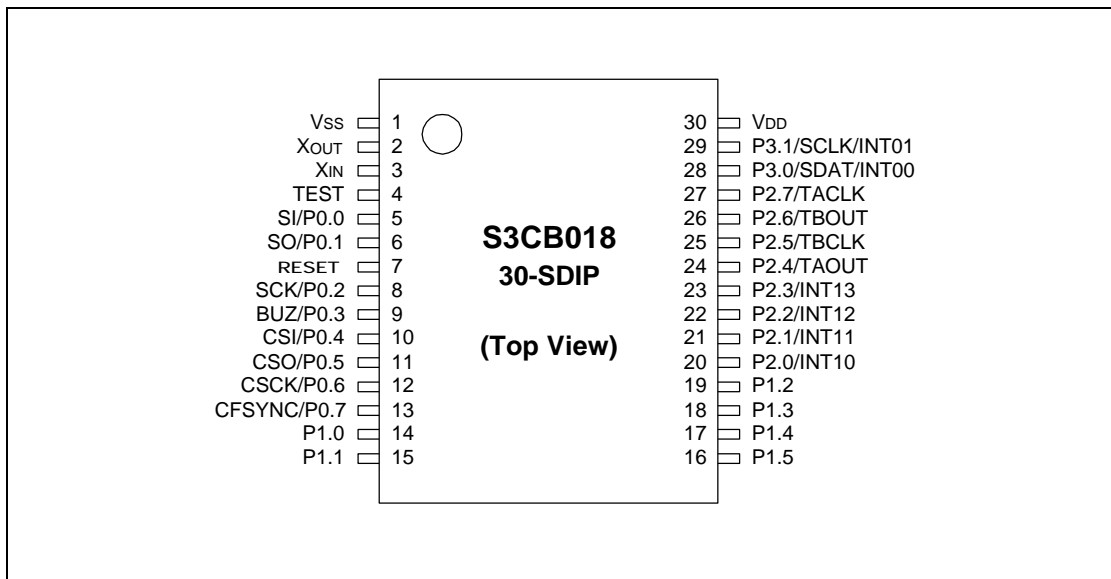 VSS 1
XOUT 2
XIN 3
TEST 4
SI/P0.0 5
SO/P0.1 6
RESET 7
SCK/P0.2 8
BUZ/P0.3 9
CSI/P0.4 10
CSO/P0.5 11
CSCK/P0.6 12
CFSYNC/P0.7 13
P1.0 14
P1.1 15
S3CB018
30-SDIP
(Top View)
30 VDD
29 P3.1/SCLK/INT01
28 P3.0/SDAT/INT00
27 P2.7/TACLK
26 P2.6/TBOUT
25 P2.5/TBCLK
24 P2.4/TAOUT
23 P2.3/INT13
22 P2.2/INT12
21 P2.1/INT11
20 P2.0/INT10
19 P1.2
18 P1.3
17 P1.4
16 P1.5